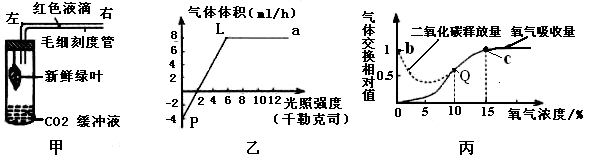 左 红色液滴 右
毛细刻度管
新鲜绿叶
CO2 缓冲液
甲
气体体积(ml/h)
8
6
4
2
0
-2
-4
L
a
P
2 4 6 8 10 12
光照强度
(千勒克司)
乙
气体交换相对值
二氧化碳释放量
氧气吸收量
1
0.5
0
b
c
Q
10 15
氧气浓度/%
丙